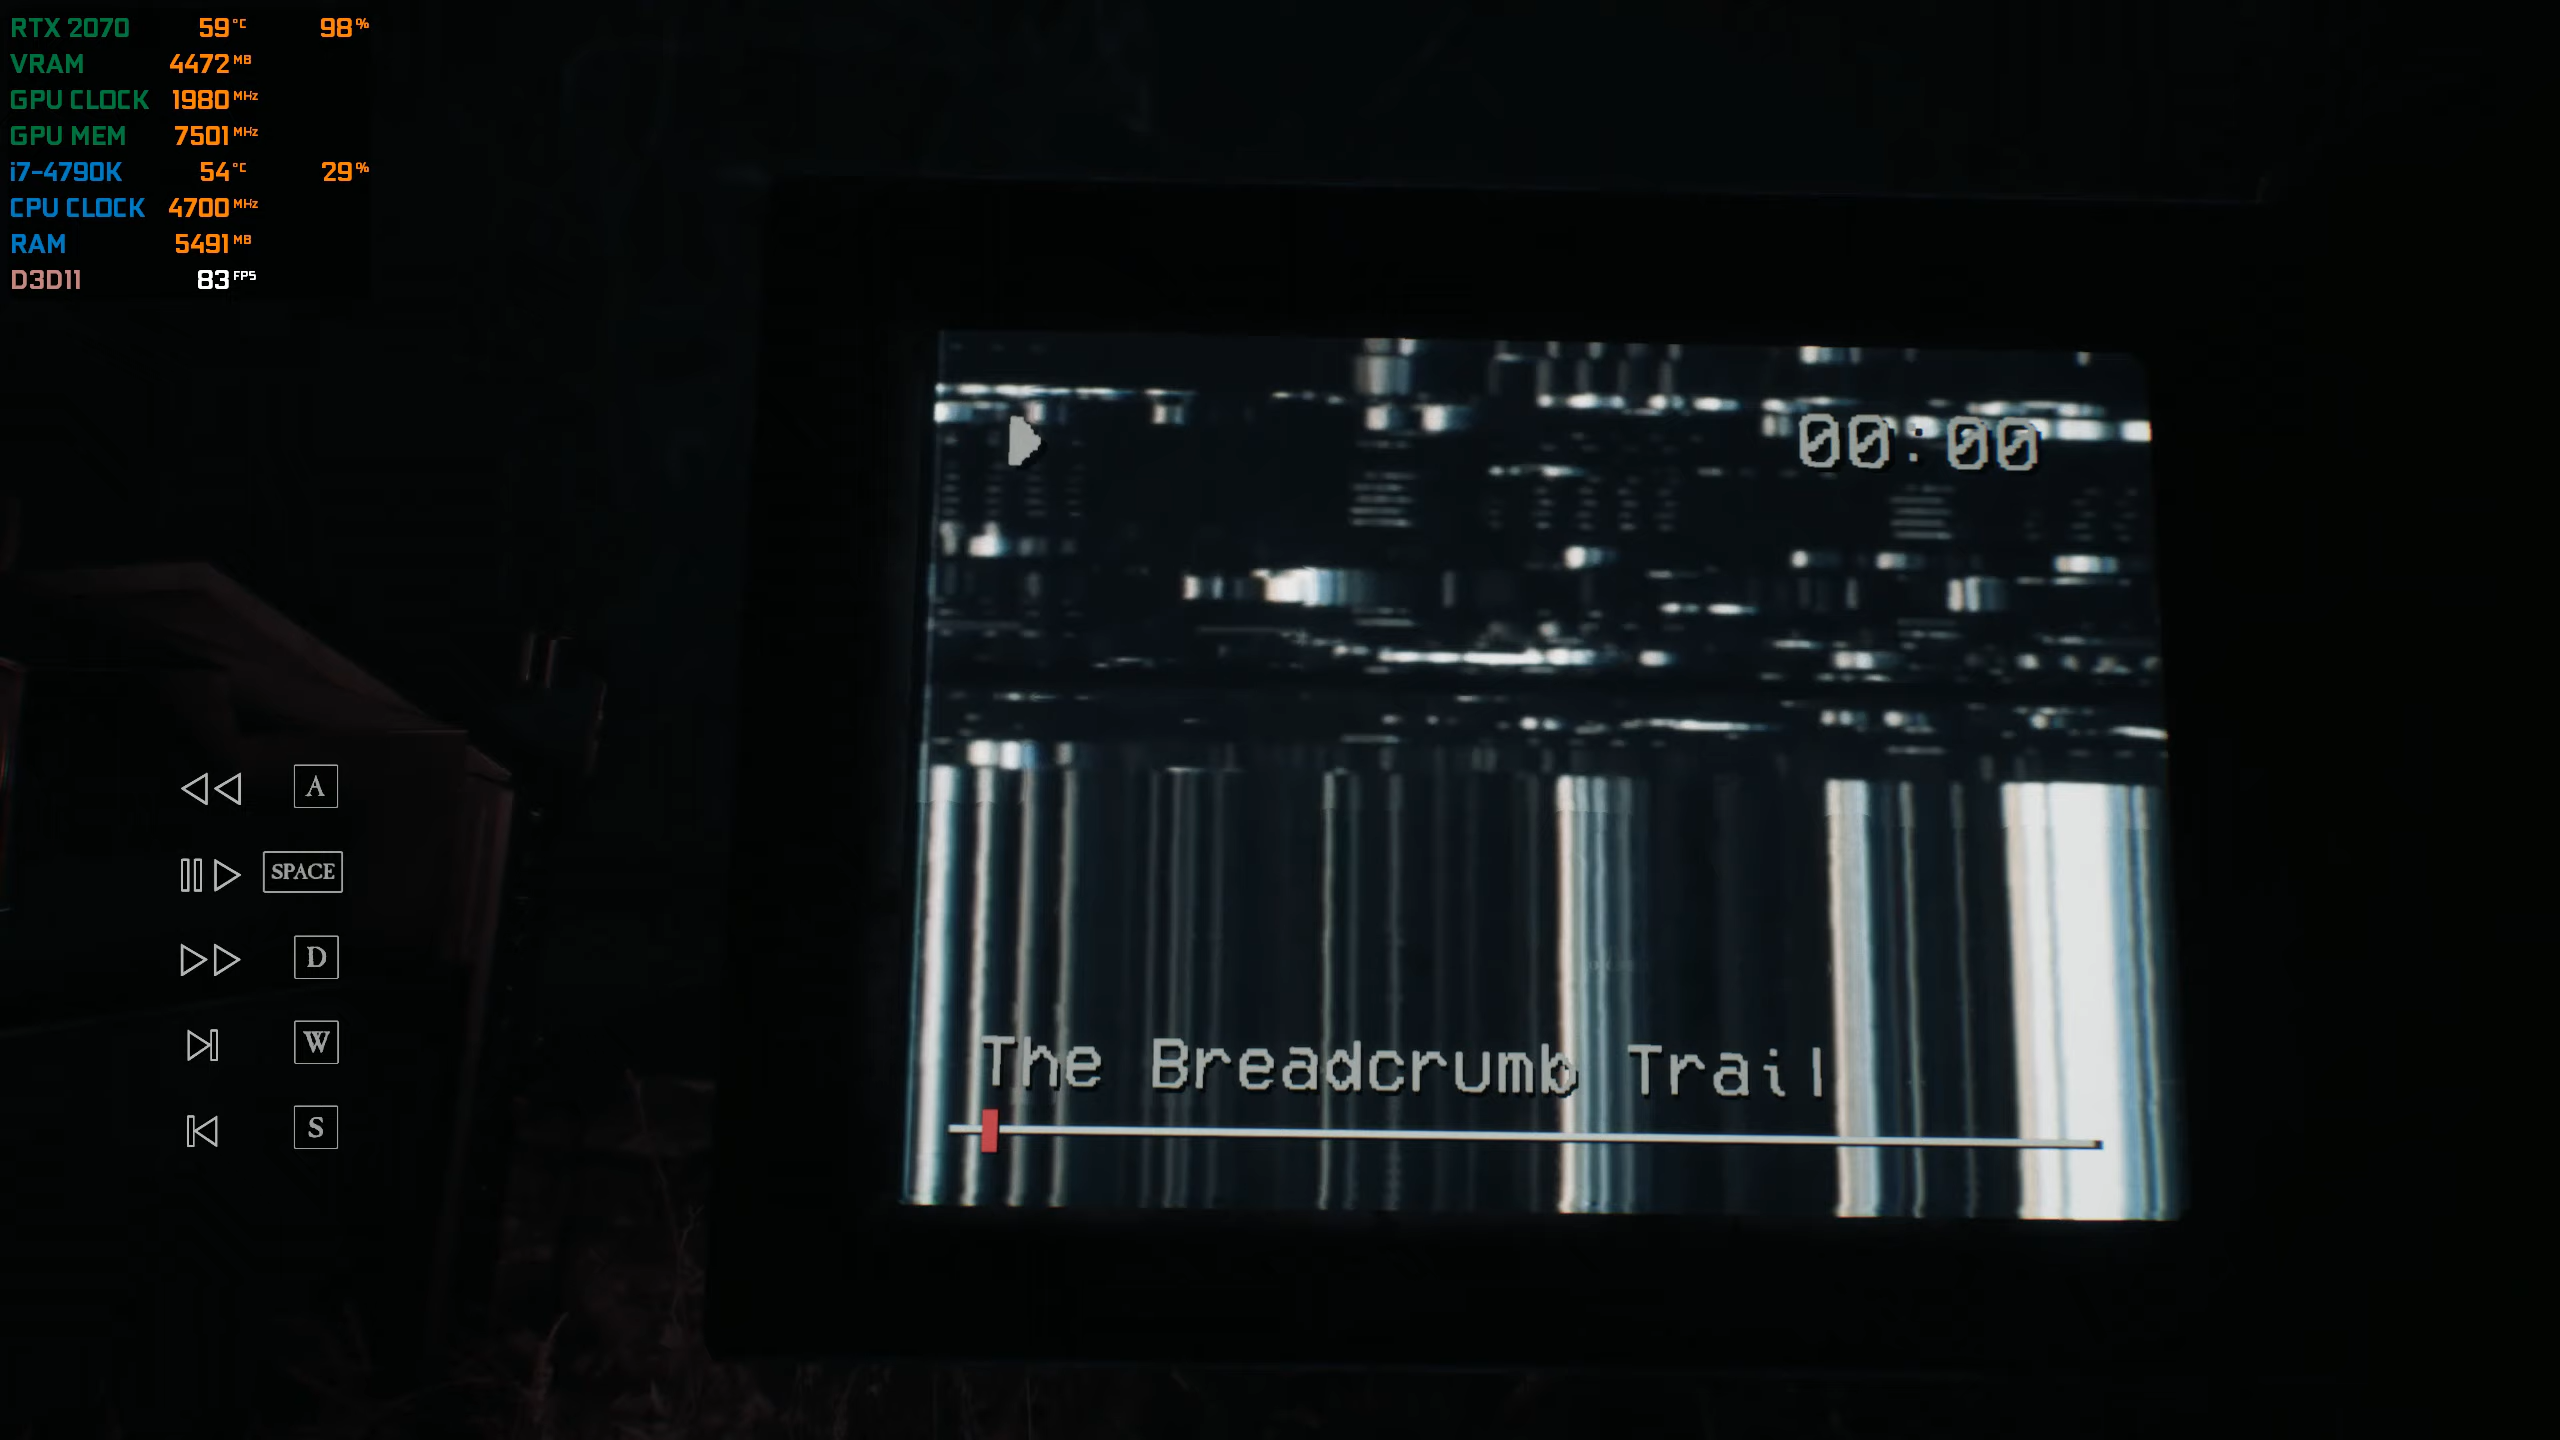 RTX 2070 59°C 98%
VRAM 4472 MB
GPU CLOCK 1980 MHz
GPU MEM 7501 MHz
i7-4790K 54°C 29%
CPU CLOCK 4700 MHz
RAM 5491 MB
D3D11 83 FPS
00:00
A
SPACE
D
W
S
The Breadcrumb Trail